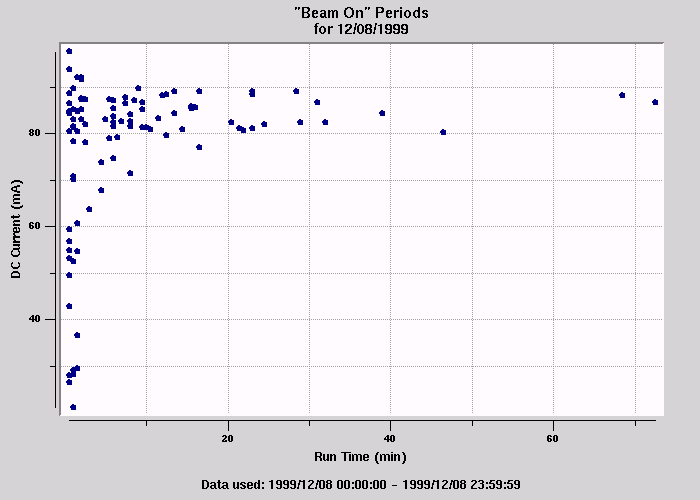 "Beam On" Periods
for 12/08/1999
DC Current (mA)
80
60
40
20
40
60
Run Time (min)
Data used: 1999/12/08 00:00:00 - 1999/12/08 23:59:59